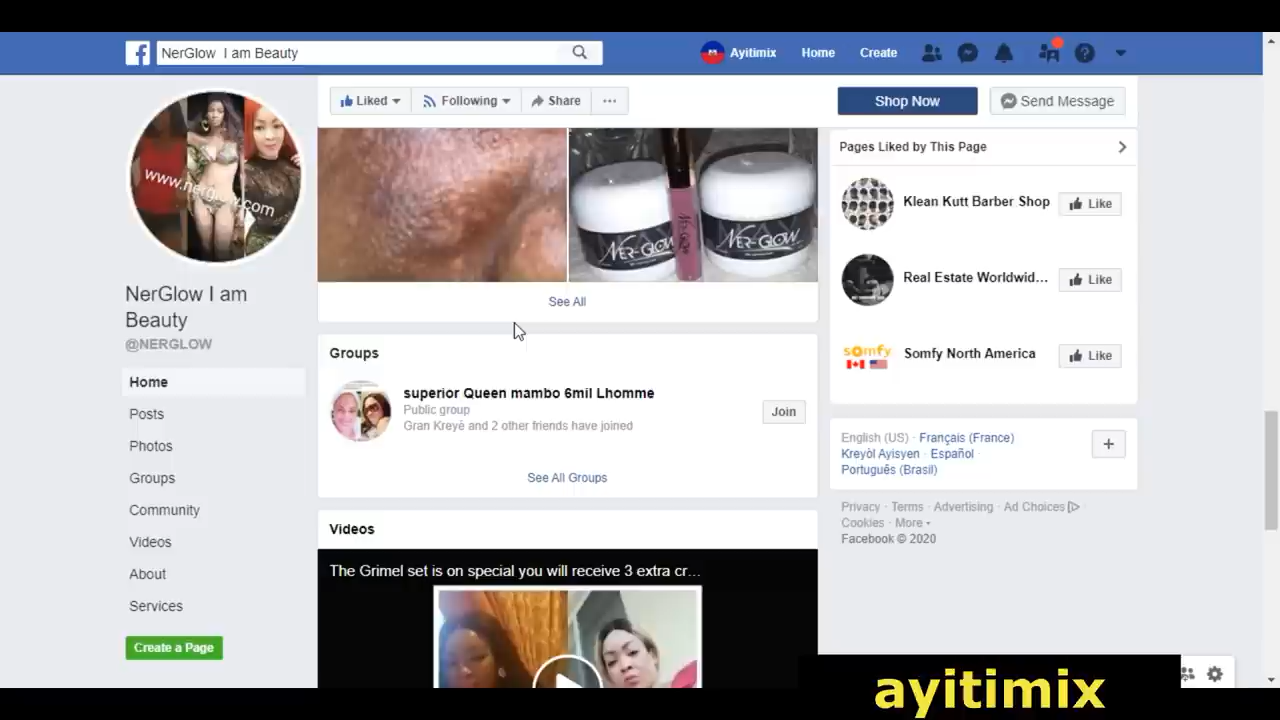 NerGlow I am Beauty
Ayitimix
Home
Create
Liked
Following
Share
Shop Now
Send Message
www.nerglow.com
NerGlow I am
Beauty
@NERGLOW
Home
Posts
Photos
Groups
Community
Videos
About
Services
Create a Page
NER-GLOW
NER-GLOW
See All
Groups
superior Queen mambo 6mil Lhomme
Public group
Gran Kreyè and 2 other friends have joined
Join
See All Groups
Videos
The Grimel set is on special you will receive 3 extra cr...
Pages Liked by This Page
Klean Kutt Barber Shop
Like
Real Estate Worldwid...
Like
somfy
Somfy North America
Like
English (US) · Français (France)
Kreyòl Ayisyen · Español ·
Português (Brasil)
Privacy · Terms · Advertising · Ad Choices ·
Cookies · More
Facebook © 2020
ayitimix